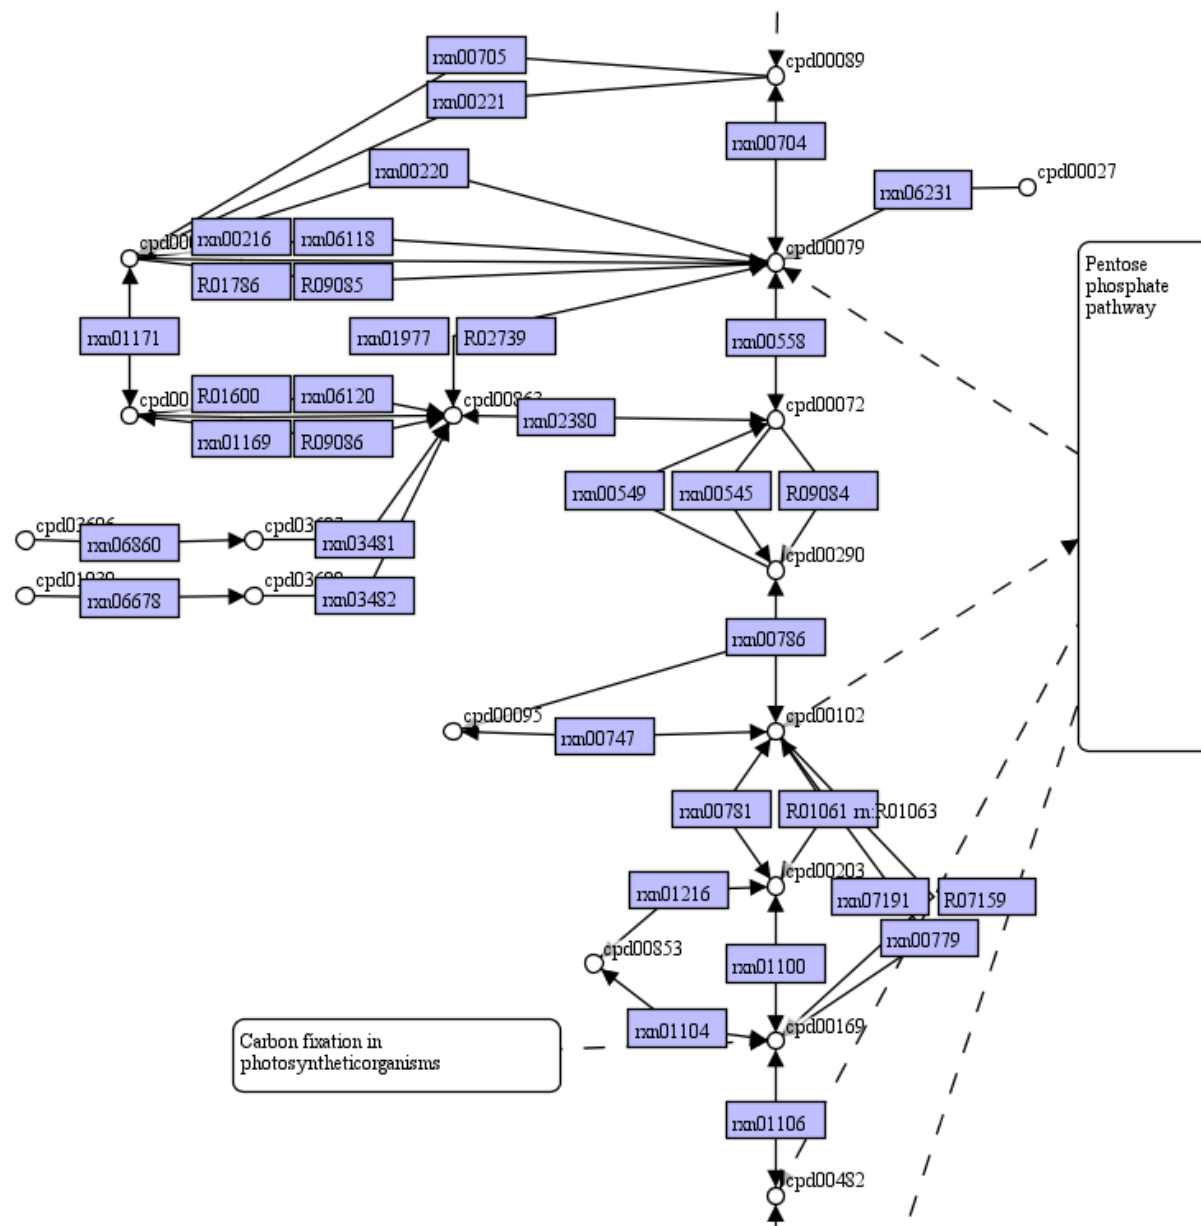 rxn00705
cpd00089
rxn00221
rxn00704
rxn00220
cpd00027
rxn06231
rxn00216
rxn06118
cpd00079
R01786
R09085
Pentose
phosphate
pathway
rxn01171
rxn01977
R02739
rxn00558
R01600
rxn06120
cpd00072
rxn02380
rxn01169
R09086
rxn00549
rxn00545
R09084
rxn06860
rxn03481
cpd00290
rxn06678
rxn03482
rxn00786
cpd00095
cpd00102
rxn00747
rxn00781
R01061 rn:R01063
cpd00203
rxn01216
rxn07191
R07159
cpd00853
rxn00779
rxn01100
rxn01104
cpd00169
Carbon fixation in
photosyntheticorganisms
rxn01106
cpd00482